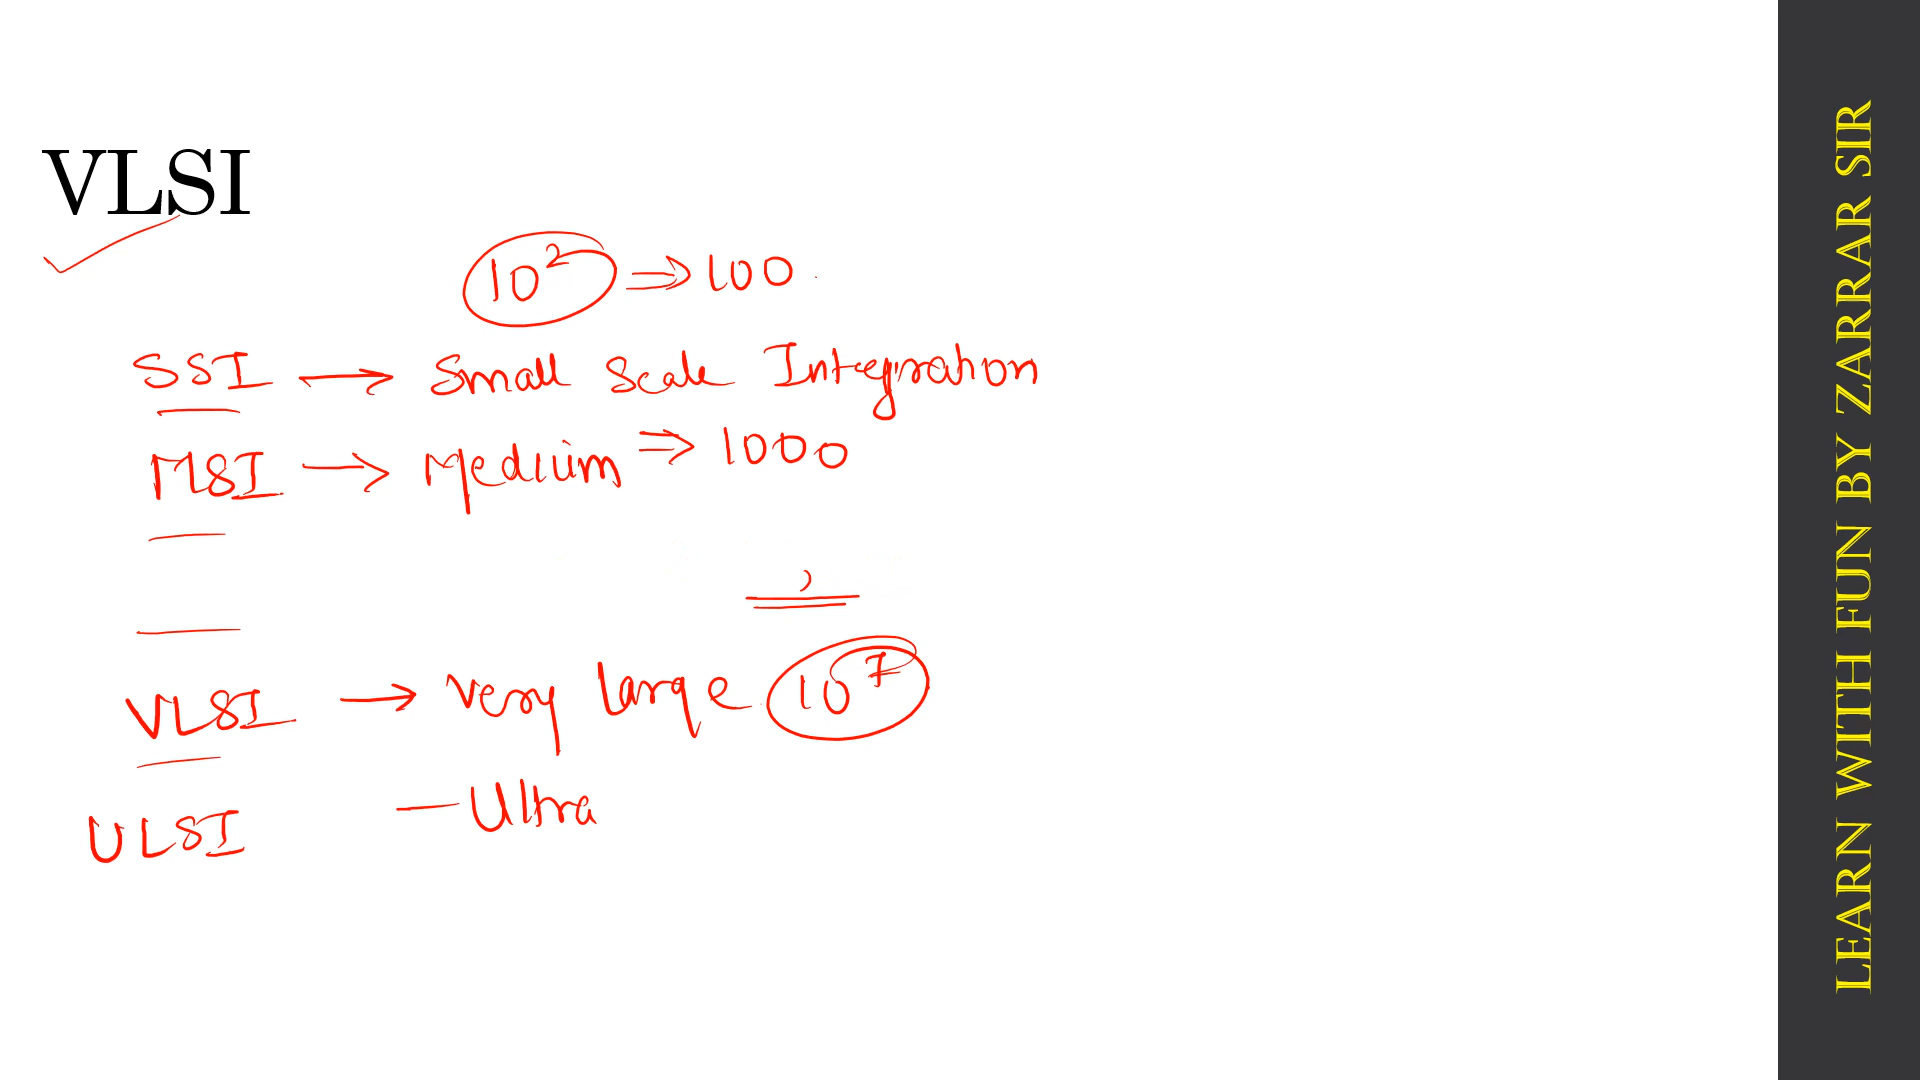 VLSI
10² ⇒ 100
SSI → Small Scale Integration
MSI → Medium ⇒ 1000
VLSI → Very large 10⁷
ULSI — Ultra
LEARN WITH FUN BY ZARRAR SIR